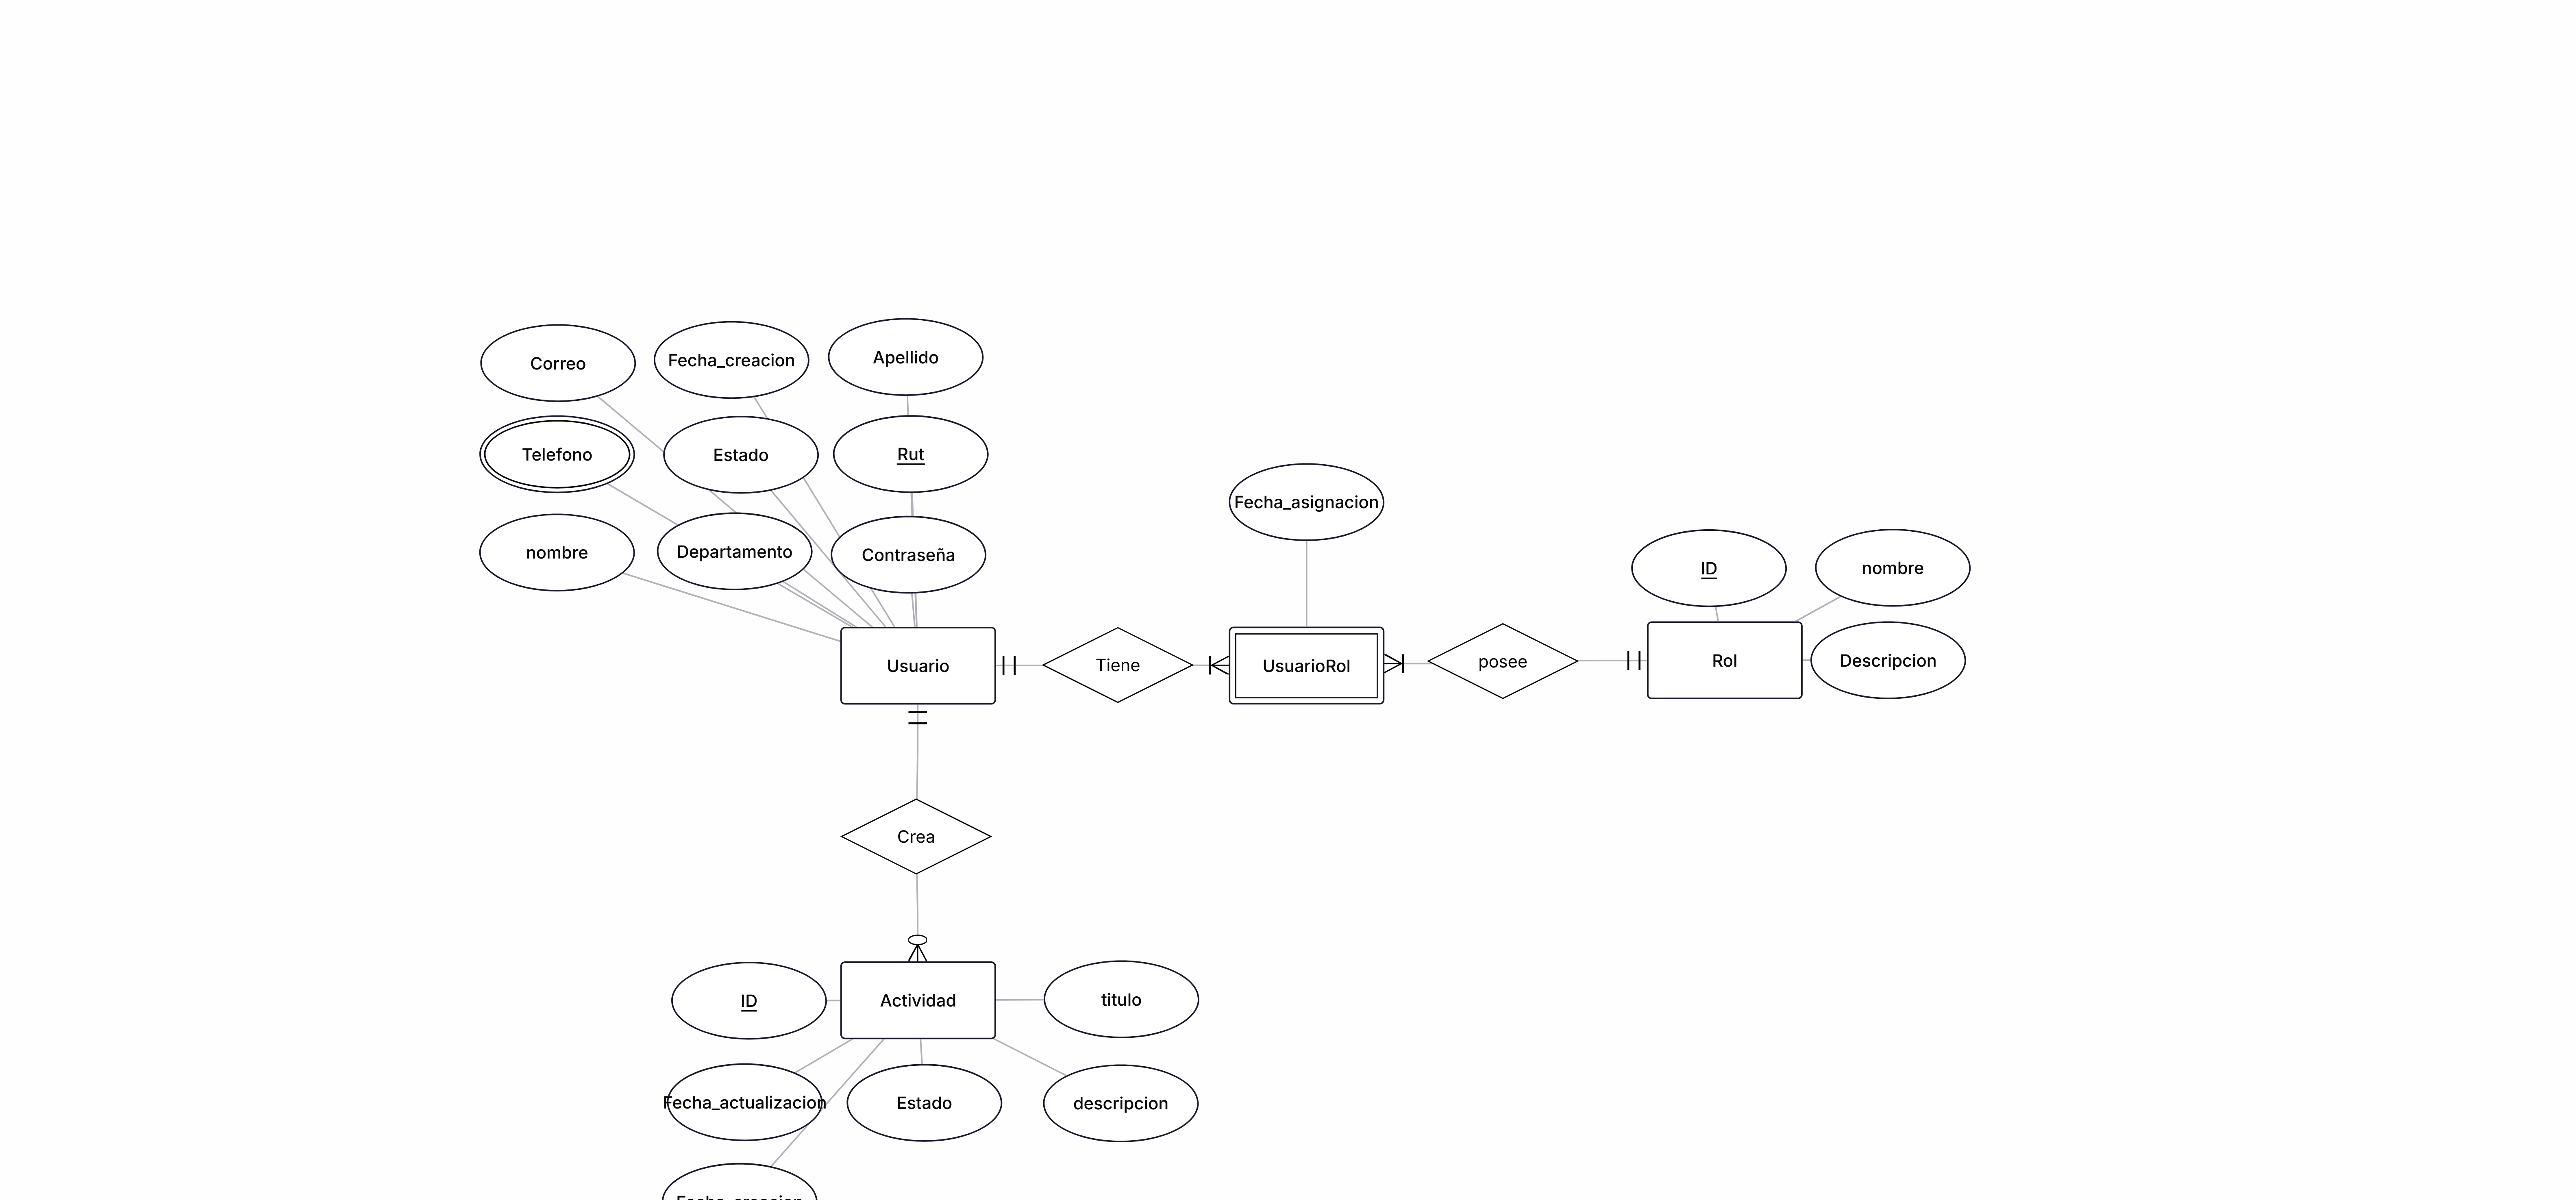 Correo
Fecha_creacion
Apellido
Telefono
Estado
Rut
nombre
Departamento
Contraseña
Fecha_asignacion
ID
nombre
Usuario
Tiene
UsuarioRol
posee
Rol
Descripcion
Crea
ID
Actividad
titulo
Fecha_actualizacion
Estado
descripcion
Fecha_creacion